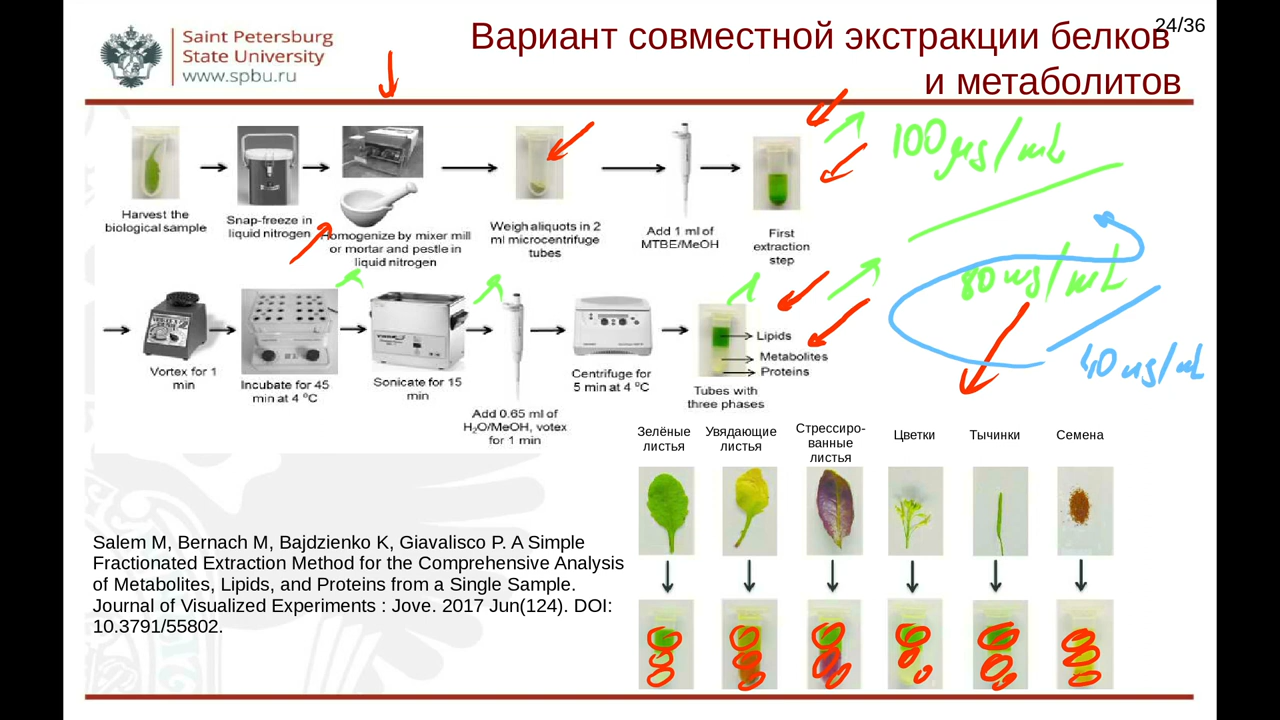 Saint Petersburg
State University
www.spbu.ru
Вариант совместной экстракции белков
и метаболитов
24/36
Harvest the
biological sample
Snap-freeze in
liquid nitrogen
Homogenize by mixer mill
or mortar and pestle in
liquid nitrogen
Weigh aliquots in 2
ml microcentrifuge
tubes
Add 1 ml of
MTBE/MeOH
First
extraction
step
100 µg/mL
80 ug/mL
40 ug/mL
Vortex for 1
min
Incubate for 45
min at 4 °C
Sonicate for 15
min
Add 0.65 ml of
H₂O/MeOH, votex
for 1 min
Centrifuge for
5 min at 4 °C
Lipids
Metabolites
Proteins
Tubes with
three phases
Зелёные
листья
Увядающие
листья
Стрессиро-
ванные
листья
Цветки
Тычинки
Семена
Salem M, Bernach M, Bajdzienko K, Giavalisco P. A Simple
Fractionated Extraction Method for the Comprehensive Analysis
of Metabolites, Lipids, and Proteins from a Single Sample.
Journal of Visualized Experiments : Jove. 2017 Jun(124). DOI:
10.3791/55802.